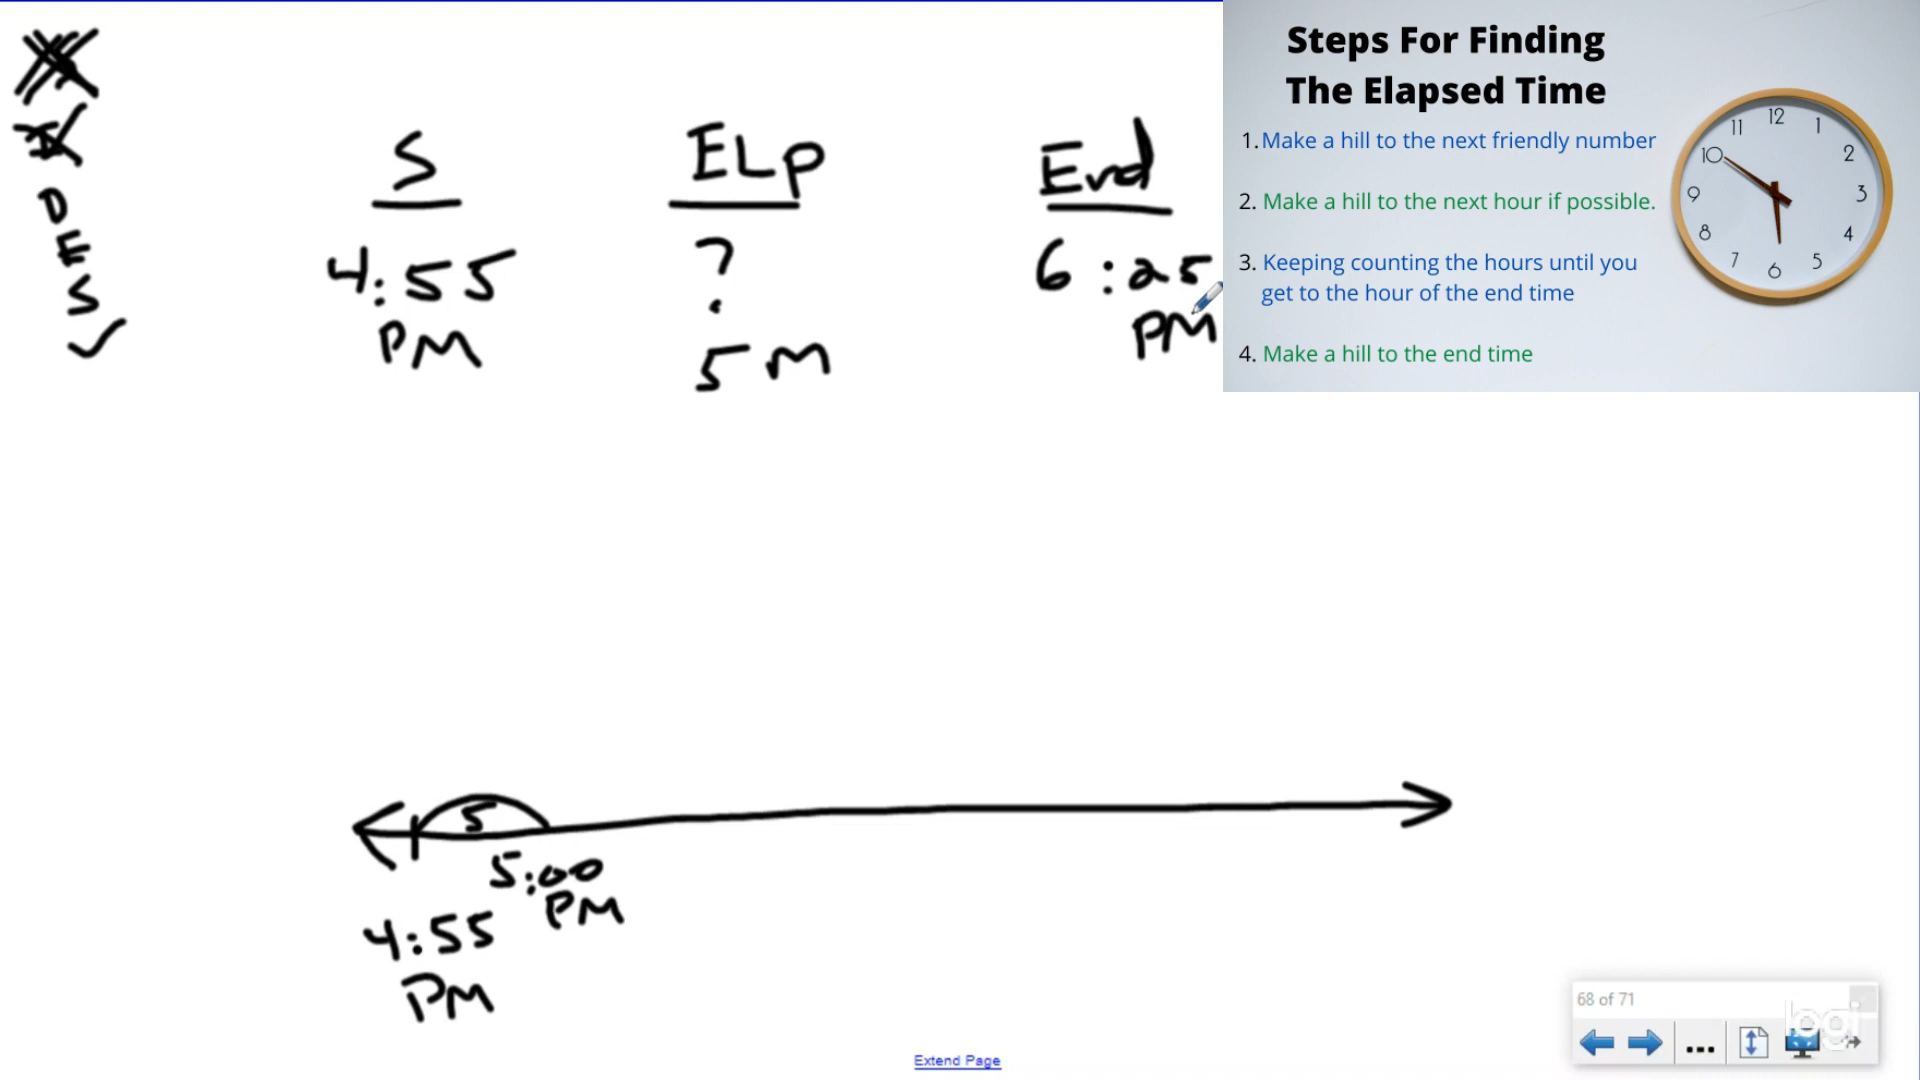 D
E
S
S ELP End
4:55 ? 6:25
PM 5 M PM
Steps For Finding
The Elapsed Time
1. Make a hill to the next friendly number
2. Make a hill to the next hour if possible.
3. Keeping counting the hours until you
get to the hour of the end time
4. Make a hill to the end time
12
11 1
10 2
9 3
8 4
7 5
6
5
5:00
PM
4:55
PM
68 of 71
logi
Extend Page